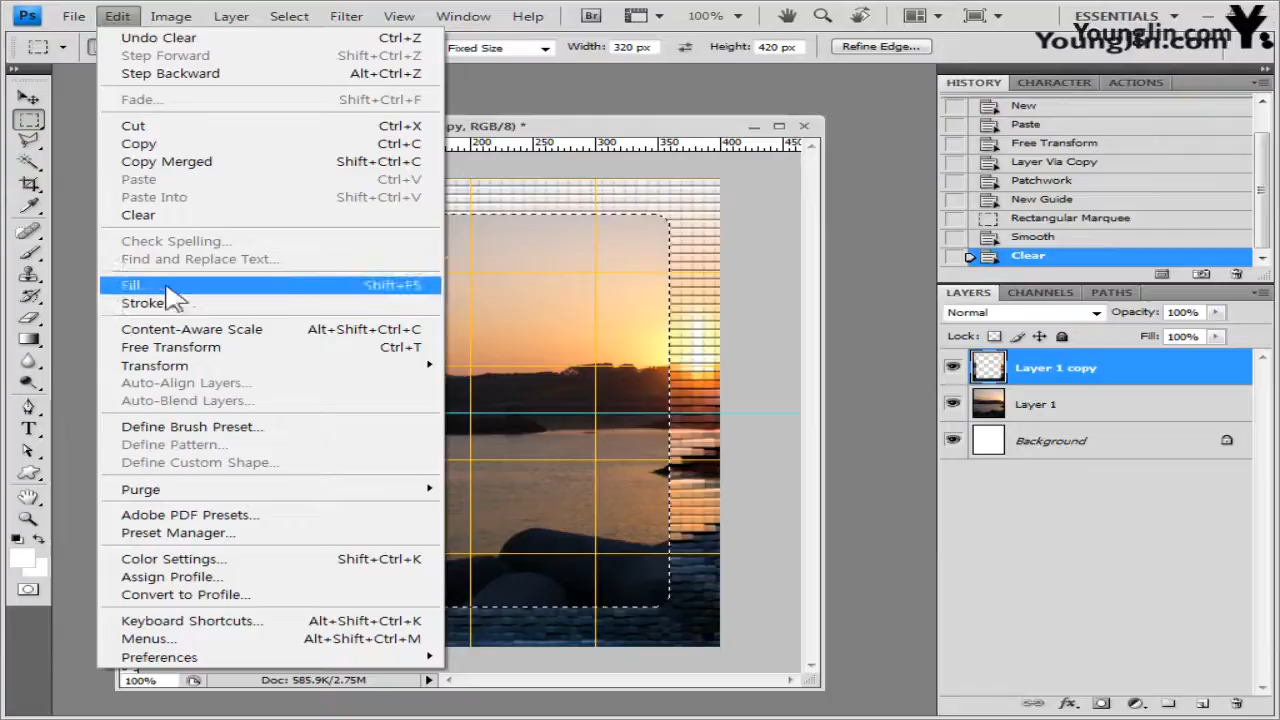 Ps File Edit Image Layer Select Filter View Window Help Br 100% ESSENTIALS
YoungJin.com
YoungJin.com
Fixed Size Width: 320 px Height: 420 px Refine Edge...
Undo Clear Ctrl+Z
Step Forward Shift+Ctrl+Z
Step Backward Alt+Ctrl+Z
Fade... Shift+Ctrl+F
Cut Ctrl+X
Copy Ctrl+C
Copy Merged Shift+Ctrl+C
Paste Ctrl+V
Paste Into Shift+Ctrl+V
Clear
Check Spelling...
Find and Replace Text...
Fill... Shift+F5
Stroke...
Content-Aware Scale Alt+Shift+Ctrl+C
Free Transform Ctrl+T
Transform
Auto-Align Layers...
Auto-Blend Layers...
Define Brush Preset...
Define Pattern...
Define Custom Shape...
Purge
Adobe PDF Presets...
Preset Manager...
Color Settings... Shift+Ctrl+K
Assign Profile...
Convert to Profile...
Keyboard Shortcuts... Alt+Shift+Ctrl+K
Menus... Alt+Shift+Ctrl+M
Preferences
py, RGB/8) *
200 250 300 350 400 450
100% Doc: 585.9K/2.75M
HISTORY CHARACTER ACTIONS
New
Paste
Free Transform
Layer Via Copy
Patchwork
New Guide
Rectangular Marquee
Smooth
Clear
LAYERS CHANNELS PATHS
Normal Opacity: 100%
Lock: Fill: 100%
Layer 1 copy
Layer 1
Background